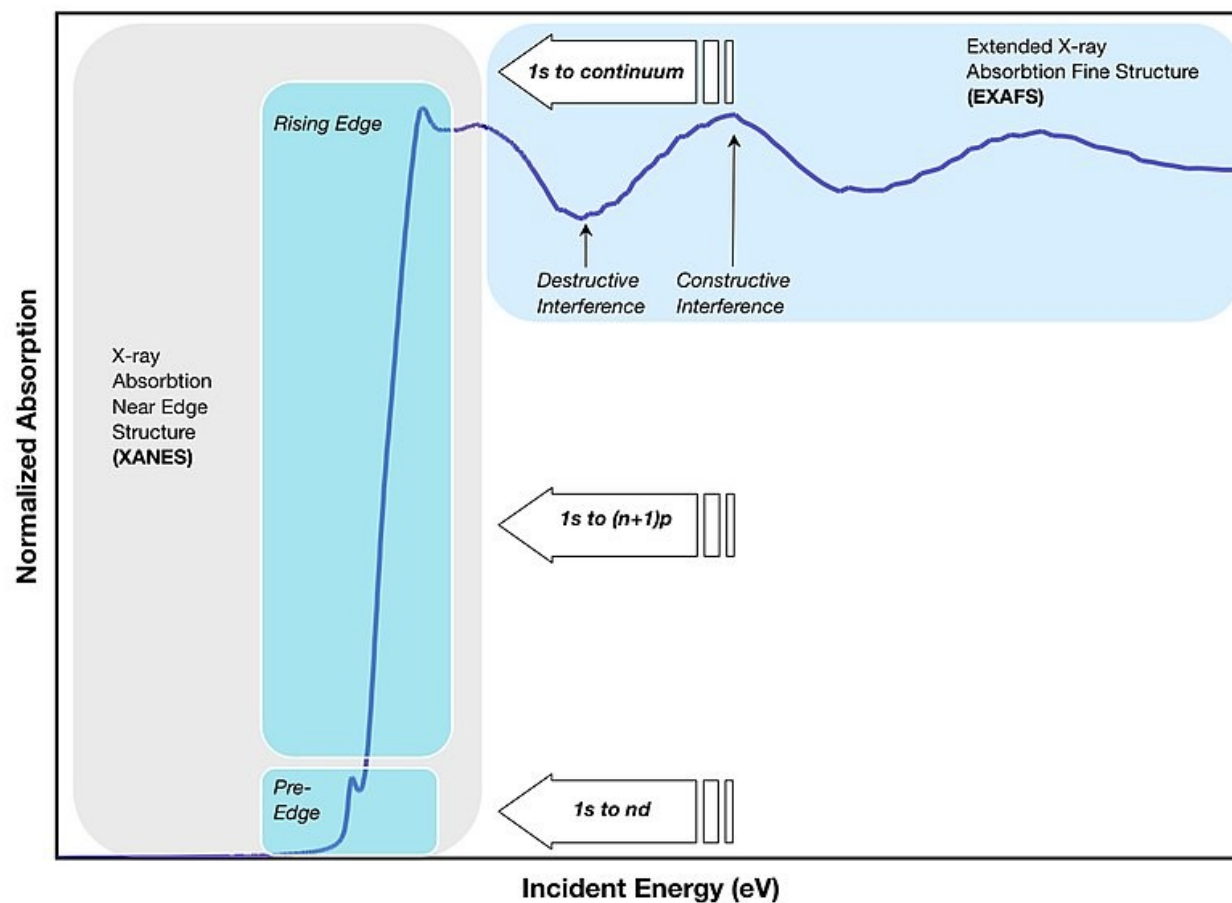 1s to continuum
Extended X-ray
Absorbtion Fine Structure
(EXAFS)
Rising Edge
Destructive
Interference
Constructive
Interference
X-ray
Absorbtion
Near Edge
Structure
(XANES)
Normalized Absorption
1s to (n+1)p
Pre-
Edge
1s to nd
Incident Energy (eV)